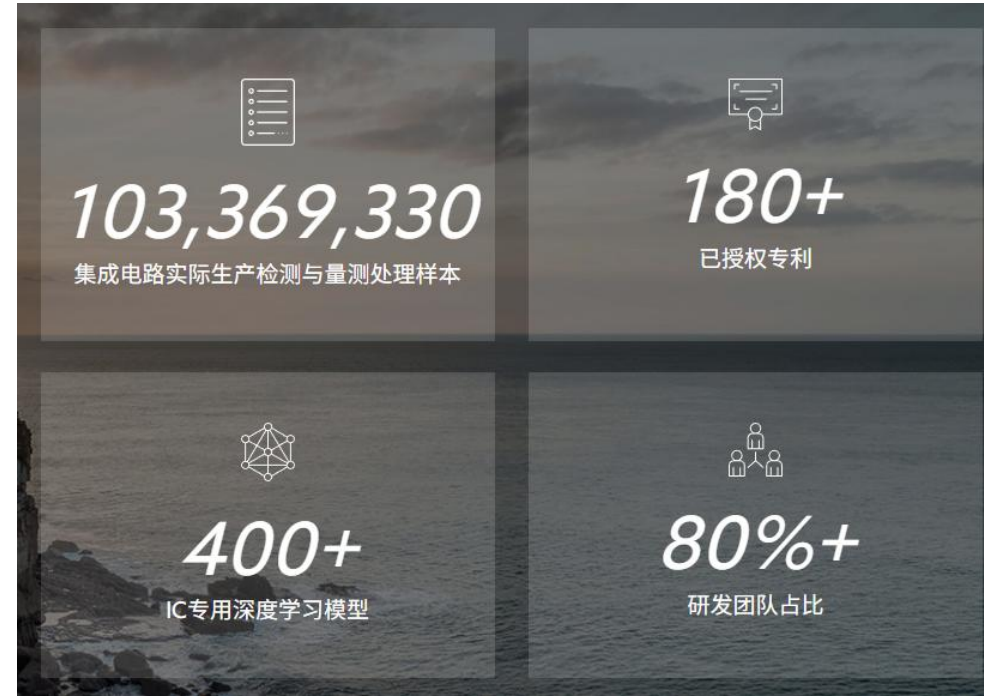 103,369,330
集成电路实际生产检测与量测处理样本
180+
已授权专利
400+
IC专用深度学习模型
80%+
研发团队占比